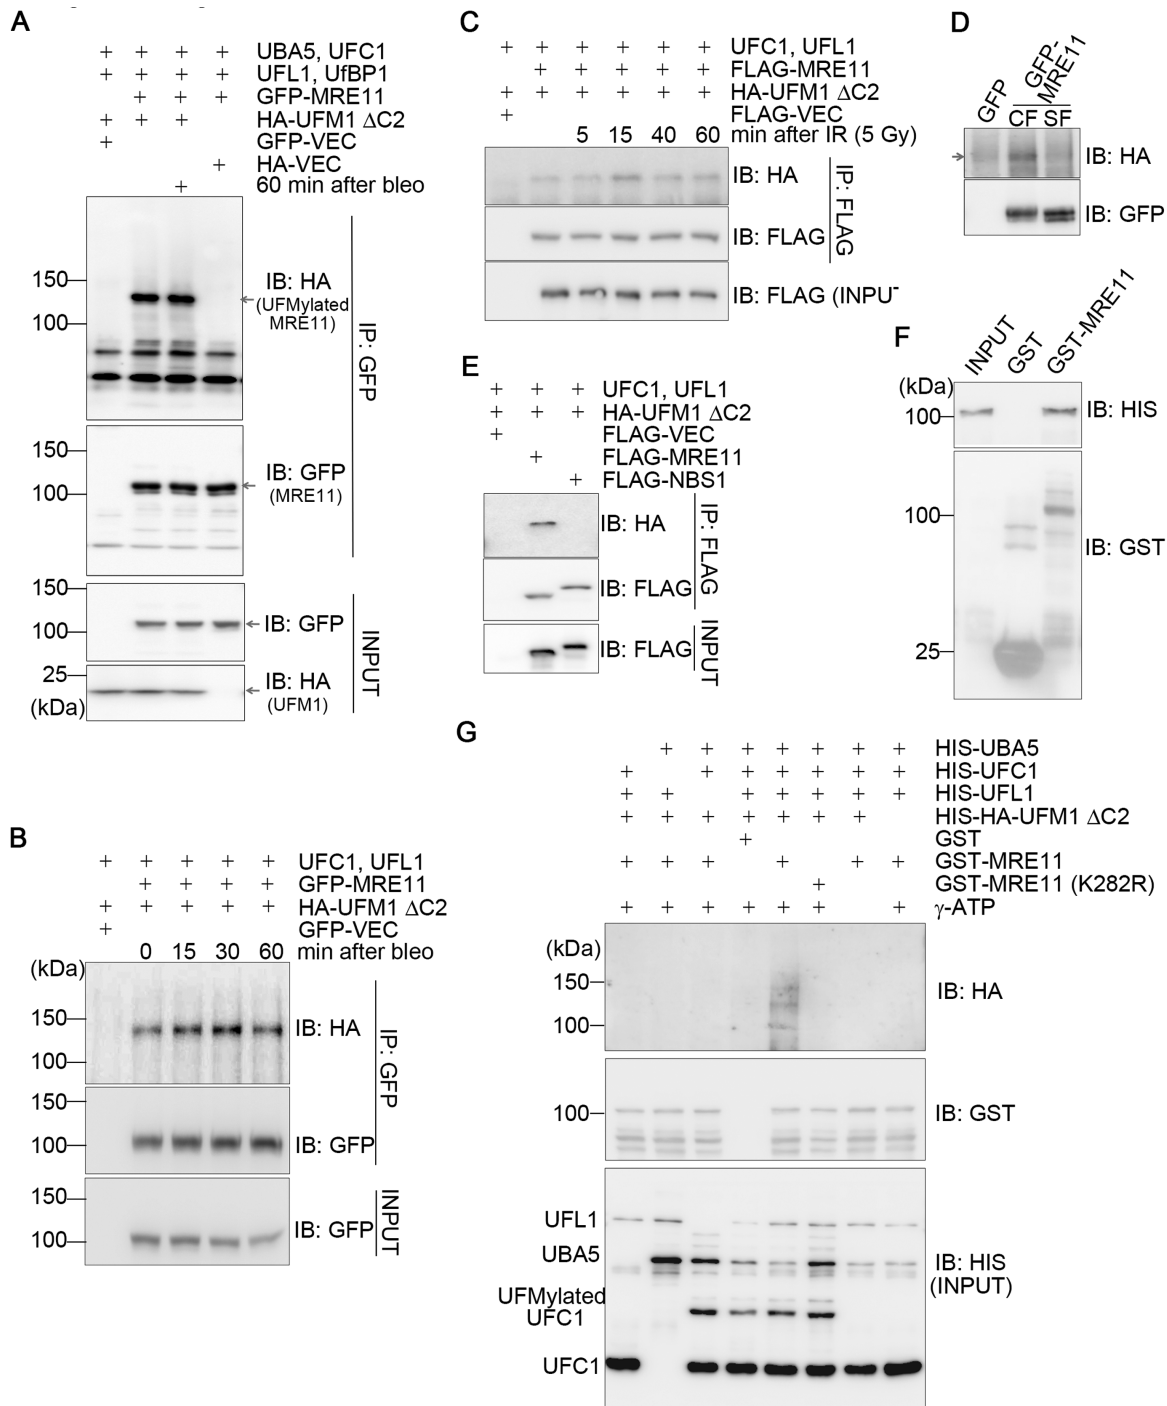 A
+ + + + UBA5, UFC1
+ + + + UFL1, UfBP1
+ + + GFP-MRE11
+ + + HA-UFM1 ΔC2
+ GFP-VEC
+ HA-VEC
+ 60 min after bleo
150
100
IB: HA
(UFMylated
MRE11)
IP: GFP
150
100
IB: GFP
(MRE11)
150
100
IB: GFP
INPUT
25
(kDa)
IB: HA
(UFM1)
B
+ + + + + UFC1, UFL1
+ + + + GFP-MRE11
+ + + + + HA-UFM1 ΔC2
+ GFP-VEC
0 15 30 60 min after bleo
(kDa)
150
100
IB: HA
IP: GFP
150
100
IB: GFP
150
100
IB: GFP
INPUT
C
+ + + + + + UFC1, UFL1
+ + + + + FLAG-MRE11
+ + + + + + HA-UFM1 ΔC2
+ FLAG-VEC
5 15 40 60 min after IR (5 Gy)
IB: HA
IP: FLAG
IB: FLAG
IB: FLAG (INPU
D
GFP
GFP-
MRE11
CF SF
IB: HA
IB: GFP
E
+ + + UFC1, UFL1
+ + + HA-UFM1 ΔC2
+ FLAG-VEC
+ FLAG-MRE11
+ FLAG-NBS1
IB: HA
IP: FLAG
IB: FLAG
IB: FLAG
INPUT
F
INPUT
GST
GST-MRE11
(kDa)
100
IB: HIS
100
IB: GST
25
G
+ + + + + + + HIS-UBA5
+ + + + + + + HIS-UFC1
+ + + + + + + HIS-UFL1
+ + + + + + + HIS-HA-UFM1 ΔC2
+ GST
+ + + + + + GST-MRE11
+ GST-MRE11 (K282R)
+ + + + + + + γ-ATP
(kDa)
150
100
IB: HA
100
IB: GST
UFL1
UBA5
UFMylated
UFC1
UFC1
IB: HIS
(INPUT)